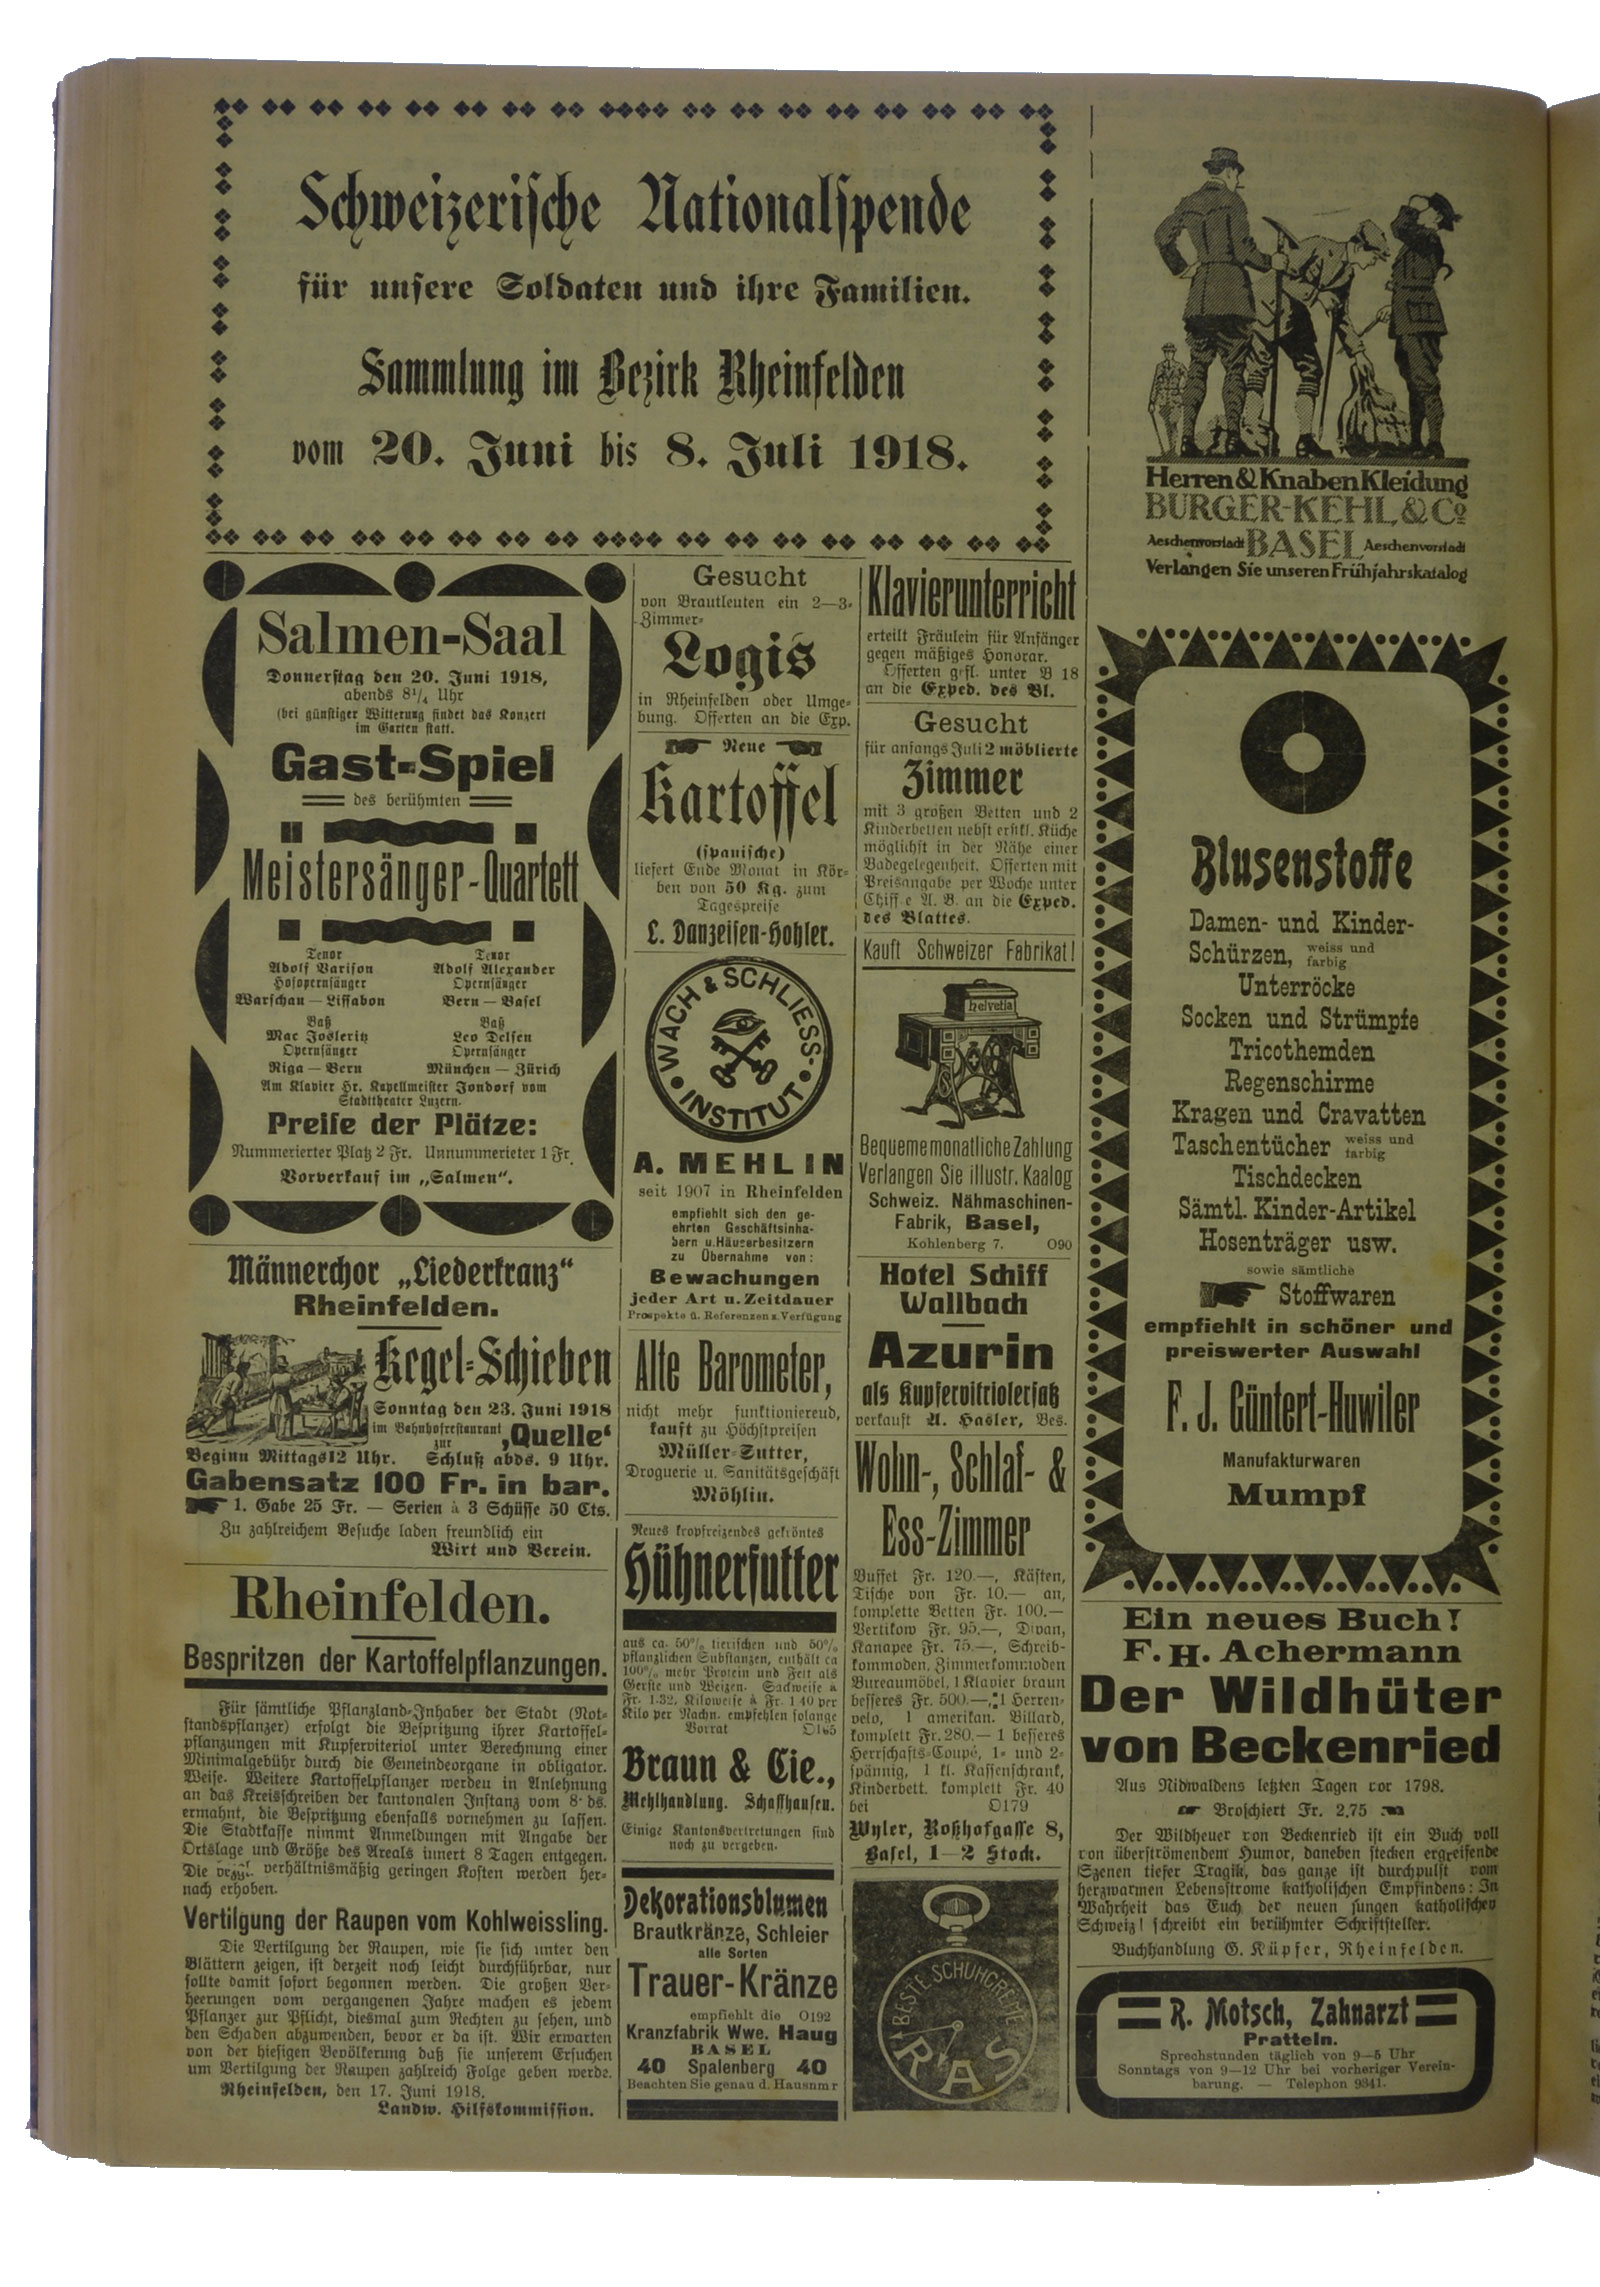 Schweizerische Nationalspende
für unsere Soldaten und ihre Familien.
Sammlung im Bezirk Rheinfelden
vom 20. Juni bis 8. Juli 1918.
Salmen-Saal
Donnerstag den 20. Juni 1918,
abends 8¼ Uhr
(bei günstiger Witterung findet das Konzert
im Garten statt.
Gast-Spiel
des berühmten
Meistersänger-Quartett
Tenor
Adolf Varison
Hofopernsänger
Warschau — Lissabon
Tenor
Adolf Alexander
Opernsänger
Bern — Basel
Baß
Mac Josleritz
Opernsänger
Riga — Bern
Baß
Leo Delsen
Opernsänger
München — Zürich
Am Klavier Hr. Kapellmeister Jondorf vom
Stadttheater Luzern.
Preise der Plätze:
Nummerierter Platz 2 Fr. Unnummerieter 1 Fr.
Vorverkauf im „Salmen“.
Männerchor „Liederkranz“
Rheinfelden.
Kegel-Schieben
Sonntag den 23. Juni 1918
im Bahnhofrestaurant
zur ‚Quelle‘
Beginn Mittags 12 Uhr. Schluß abds. 9 Uhr.
Gabensatz 100 Fr. in bar.
1. Gabe 25 Fr. — Serien à 3 Schüsse 50 Cts.
Zu zahlreichem Besuche laden freundlich ein
Wirt und Verein.
Rheinfelden.
Bespritzen der Kartoffelpflanzungen.
Für sämtliche Pflanzland-Inhaber der Stadt (Not-
standspflanzer) erfolgt die Bespritzung ihrer Kartoffel-
pflanzungen mit Kupferviteriol unter Berechnung einer
Minimalgebühr durch die Gemeindeorgane in obligator.
Weise. Weitere Kartoffelpflanzer werden in Anlehnung
an das Kreisschreiben der kantonalen Instanz vom 8. ds.
ermahnt, die Bespritzung ebenfalls vornehmen zu lassen.
Die Stadtkasse nimmt Anmeldungen mit Angabe der
Ortslage und Größe des Areals innert 8 Tagen entgegen.
Die bezgl. verhältnismäßig geringen Kosten werden her-
nach erhoben.
Vertilgung der Raupen vom Kohlweissling.
Die Vertilgung der Raupen, wie sie sich unter den
Blättern zeigen, ist derzeit noch leicht durchführbar, nur
sollte damit sofort begonnen werden. Die großen Ver-
heerungen vom vergangenen Jahre machen es jedem
Pflanzer zur Pflicht, diesmal zum Rechten zu sehen, und
den Schaden abzuwenden, bevor er da ist. Wir erwarten
von der hiesigen Bevölkerung daß sie unserem Ersuchen
um Vertilgung der Raupen zahlreich Folge geben werde.
Rheinfelden, den 17. Juni 1918.
Landw. Hilfskommission.
Gesucht
von Brautleuten ein 2—3-
Zimmer-
Logis
in Rheinfelden oder Umge-
bung. Offerten an die Exp.
Neue
Kartoffel
(spanische)
liefert Ende Monat in Kör-
ben von 50 Kg. zum
Tagespreise
L. Danzeisen-Hohler.
WACH & SCHLIESS-
INSTITUT
A. MEHLIN
seit 1907 in Rheinfelden
empfiehlt sich den ge-
ehrten Geschäftsinha-
bern u. Häuserbesitzern
zu Übernahme von:
Bewachungen
jeder Art u. Zeitdauer
Prospekte ü. Referenzen z. Verfügung
Alte Barometer,
nicht mehr funktionierend,
kauft zu Höchstpreisen
Müller-Sutter,
Droguerie u. Sanitätsgeschäft
Möhlin.
Neues kropfreizendes gekröntes
Hühnerfutter
aus ca. 50% tierischen und 50%
pflanzlichen Substanzen, enthält ca
100% mehr Protein und Fett als
Gerste und Weizen. Sackweise à
Fr. 1.32. Kiloweise à Fr. 1 40 per
Kilo per Nachn. empfehlen solange
Vorrat O165
Braun & Cie.,
Mehlhandlung. Schaffhausen.
Einige Kantonsvertretungen sind
noch zu vergeben.
Dekorationsblumen
Brautkränze, Schleier
alle Sorten
Trauer-Kränze
empfiehlt die O192
Kranzfabrik Wwe. Haug
BASEL
40 Spalenberg 40
Beachten Sie genau d. Hausnmr
Klavierunterricht
erteilt Fräulein für Anfänger
gegen mäßiges Honorar.
Offerten gefl. unter B 18
an die Exped. des Bl.
Gesucht
für anfangs Juli 2 möblierte
Zimmer
mit 3 großen Betten und 2
Kinderbetten nebst erstkl. Küche
möglichst in der Nähe einer
Badegelegenheit. Offerten mit
Preisangabe per Woche unter
Chiff e A. B. an die Exped.
des Blattes.
Kauft Schweizer Fabrikat!
helvetia
Bequeme monatliche Zahlung
Verlangen Sie illustr. Kaalog
Schweiz. Nähmaschinen-
Fabrik, Basel,
Kohlenberg 7. O90
Hotel Schiff
Wallbach
Azurin
als Kupfervitriolersatz
verkauft A. Hasler, Bes.
Wohn-, Schlaf- &
Ess-Zimmer
Buffet Fr. 120.—, Kästen,
Tische von Fr. 10.— an,
komplette Betten Fr. 100.—
Vertikow Fr. 95.—, Divan,
Kanapee Fr. 75.—, Schreib-
kommoden, Zimmerkommoden
Bureaumöbel, 1 Klavier braun
besseres Fr. 500.—, 1 Herren-
velo, 1 amerikan. Billard,
komplett Fr. 280.— 1 besseres
Herrschafts-Coupé, 1- und 2-
spännig, 1 kl. Kassenschrank,
Kinderbett. komplett Fr. 40
bei O179
Wyler, Roßhofgasse 8,
Basel, 1—2 Stock.
BESTE SCHUHCREME
RAS
Herren & Knaben Kleidung
BURGER-KEHL & Co
Aeschenvorstadt BASEL Aeschenvorstadt
Verlangen Sie unseren Frühjahrskatalog
Blusenstoffe
Damen- und Kinder-
Schürzen, weiss und
farbig
Unterröcke
Socken und Strümpfe
Tricothemden
Regenschirme
Kragen und Cravatten
Taschentücher weiss und
farbig
Tischdecken
Sämtl. Kinder-Artikel
Hosenträger usw.
sowie sämtliche
Stoffwaren
empfiehlt in schöner und
preiswerter Auswahl
F. J. Güntert-Huwiler
Manufakturwaren
Mumpf
Ein neues Buch!
F. H. Achermann
Der Wildhüter
von Beckenried
Aus Nidwaldens letzten Tagen vor 1798.
Broschiert Fr. 2,75
Der Wildheuer von Beckenried ist ein Buch voll
von überströmendem Humor, daneben stecken ergreifende
Szenen tiefer Tragik, das ganze ist durchpulst vom
herzwarmen Lebensstrome katholischen Empfindens: In
Wahrheit das Euch der neuen jungen katholischen
Schweiz! schreibt ein berühmter Schriftsteller.
Buchhandlung G. Küpfer, Rheinfelden.
R. Motsch, Zahnarzt
Pratteln.
Sprechstunden täglich von 9—5 Uhr
Sonntags von 9—12 Uhr bei vorheriger Verein-
barung. — Telephon 9341.